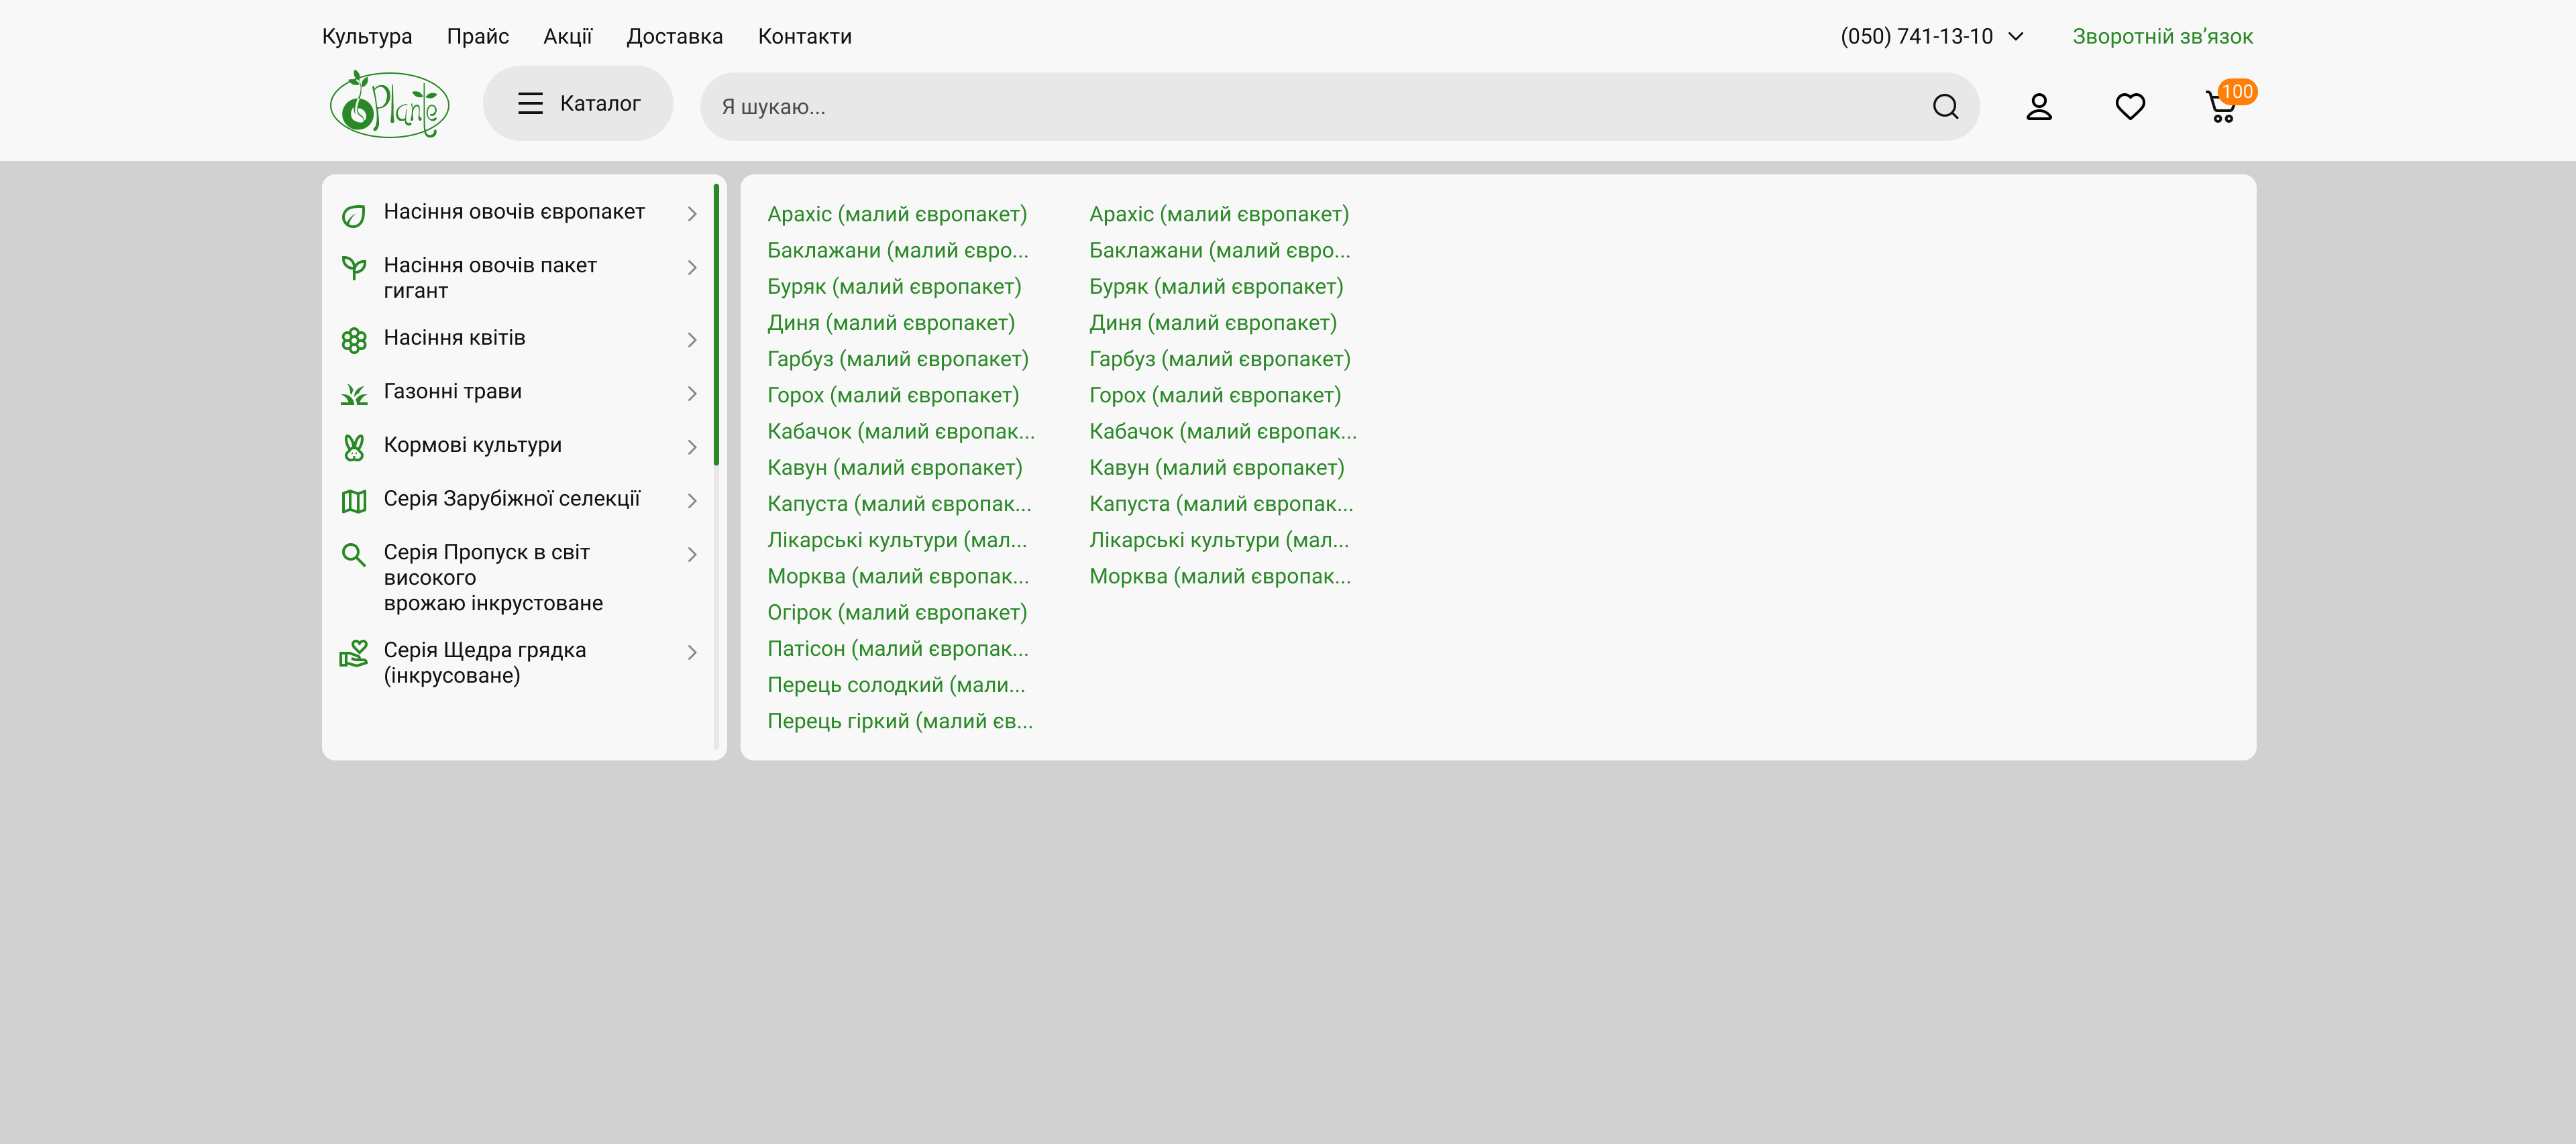 Культура Прайс Акції Доставка Контакти (050) 741-13-10 Зворотній зв’язок
Plante Каталог Я шукаю... 100
Насіння овочів європакет
Насіння овочів пакет
гигант
Насіння квітів
Газонні трави
Кормові культури
Серія Зарубіжної селекції
Серія Пропуск в світ
високого
врожаю інкрустоване
Серія Щедра грядка
(інкрусоване)
Арахіс (малий європакет)
Баклажани (малий євро...
Буряк (малий європакет)
Диня (малий європакет)
Гарбуз (малий європакет)
Горох (малий європакет)
Кабачок (малий європак...
Кавун (малий європакет)
Капуста (малий європак...
Лікарські культури (мал...
Морква (малий європак...
Огірок (малий європакет)
Патісон (малий європак...
Перець солодкий (мали...
Перець гіркий (малий єв...
Арахіс (малий європакет)
Баклажани (малий євро...
Буряк (малий європакет)
Диня (малий європакет)
Гарбуз (малий європакет)
Горох (малий європакет)
Кабачок (малий європак...
Кавун (малий європакет)
Капуста (малий європак...
Лікарські культури (мал...
Морква (малий європак...